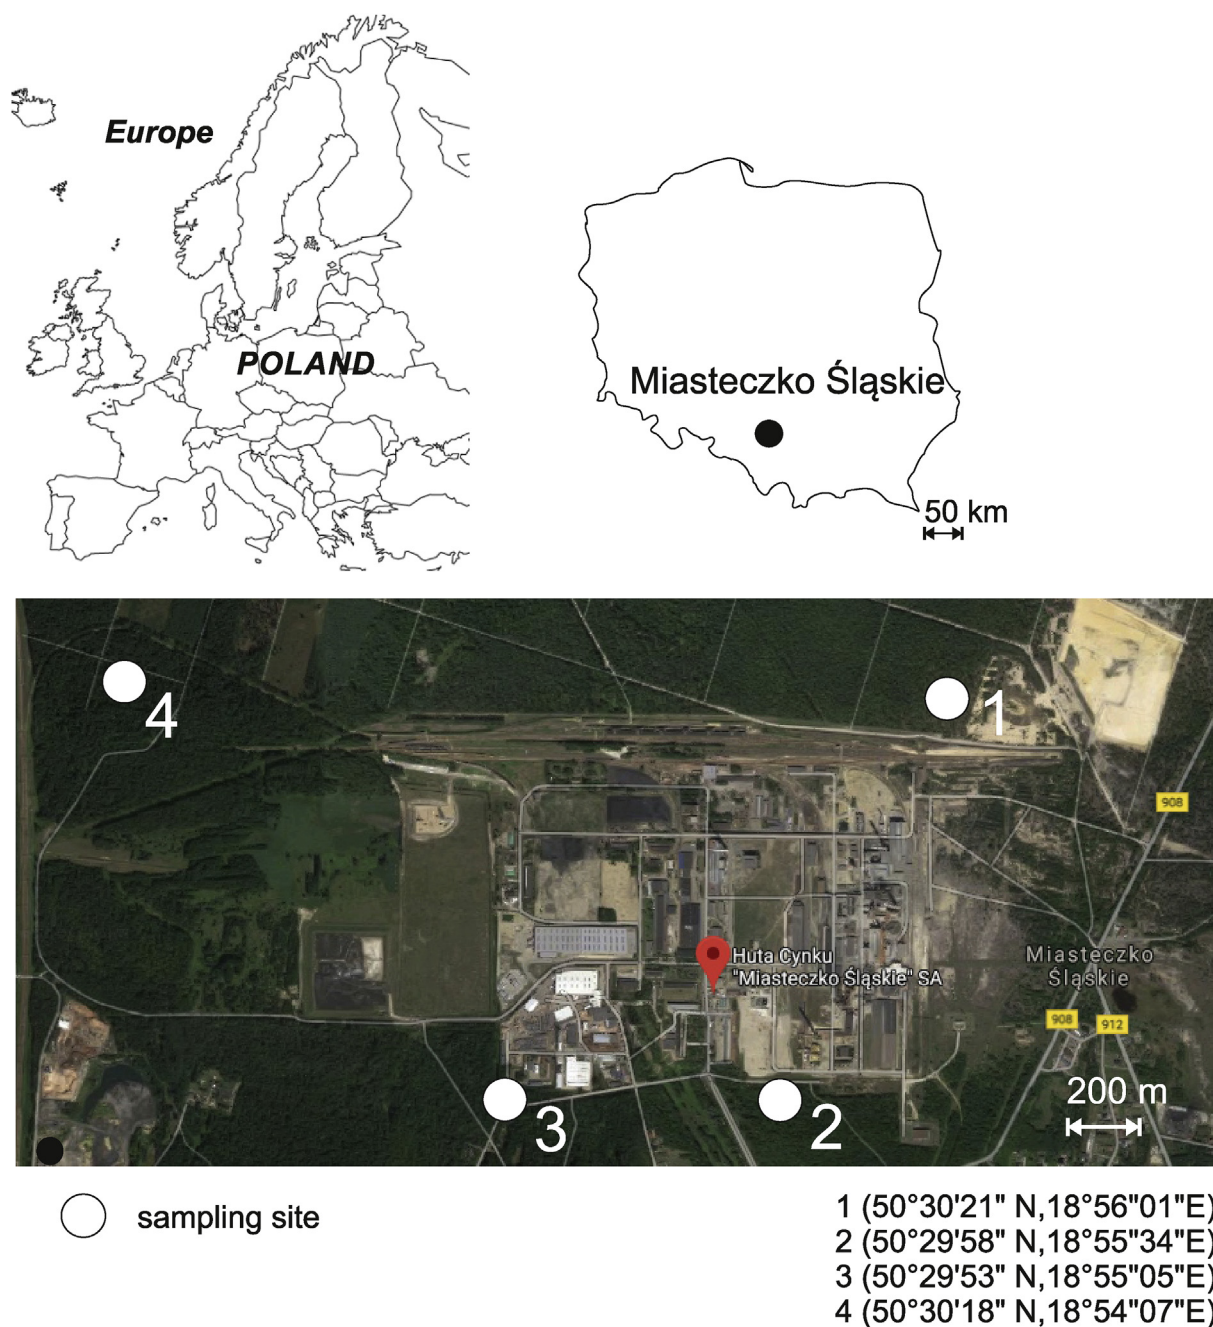 Europe
POLAND
Miasteczko Śląskie
50 km
4
1
908
Huta Cynku
"Miasteczko Śląskie" SA
Miasteczko
Śląskie
908
912
200 m
3
2
sampling site
1 (50°30'21" N,18°56"01"E)
2 (50°29'58" N,18°55"34"E)
3 (50°29'53" N,18°55"05"E)
4 (50°30'18" N,18°54"07"E)